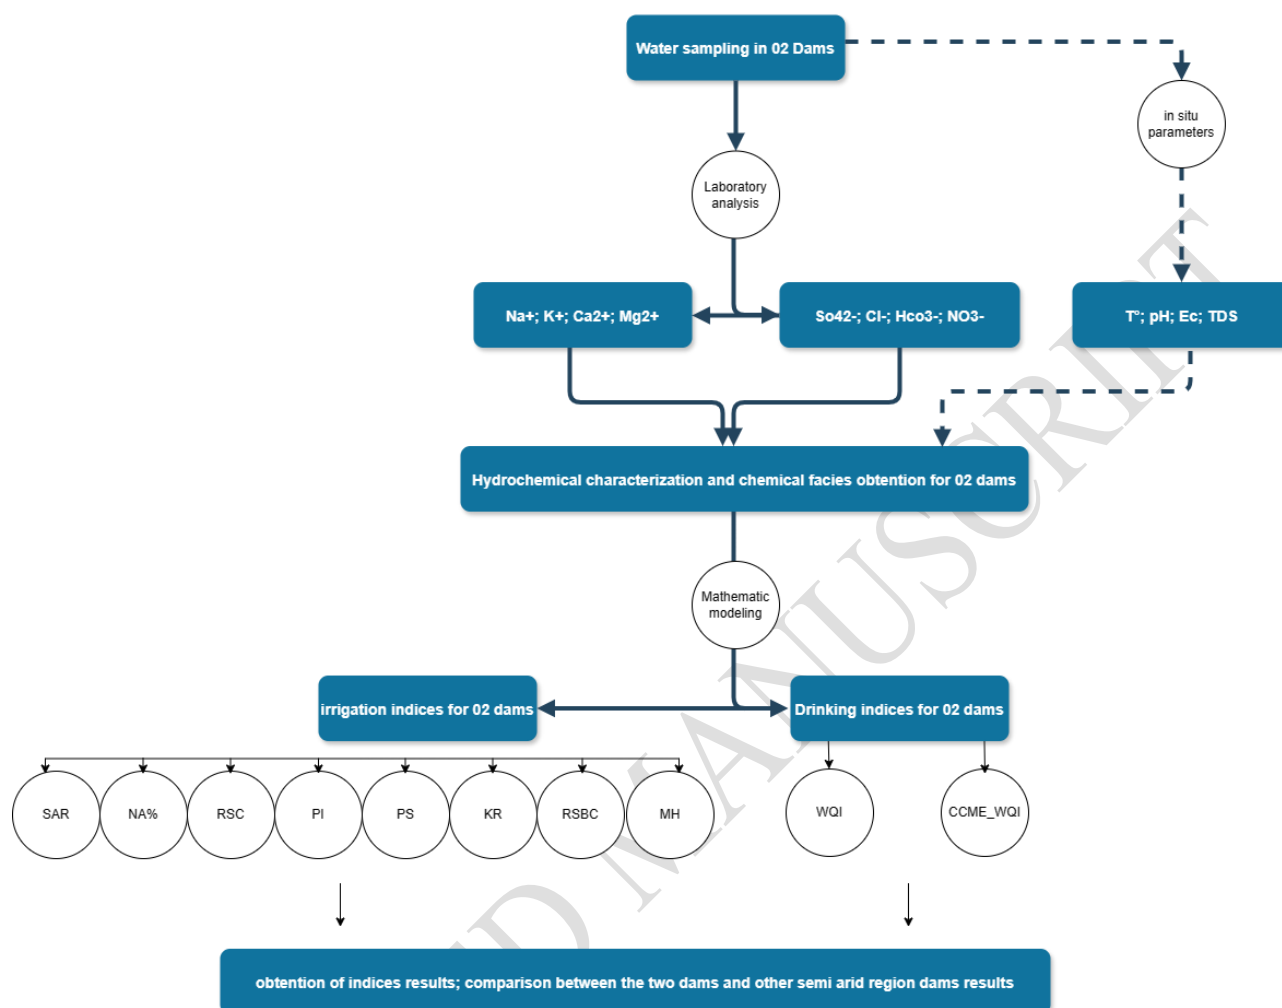 Water sampling in 02 Dams
in situ
parameters
Laboratory
analysis
Na+; K+; Ca2+; Mg2+
So42-; Cl-; Hco3-; NO3-
T°; pH; Ec; TDS
Hydrochemical characterization and chemical facies obtention for 02 dams
Mathematic
modeling
irrigation indices for 02 dams
Drinking indices for 02 dams
SAR
NA%
RSC
PI
PS
KR
RSBC
MH
WQI
CCME_WQI
obtention of indices results; comparison between the two dams and other semi arid region dams results
ED MANUSCRIPT